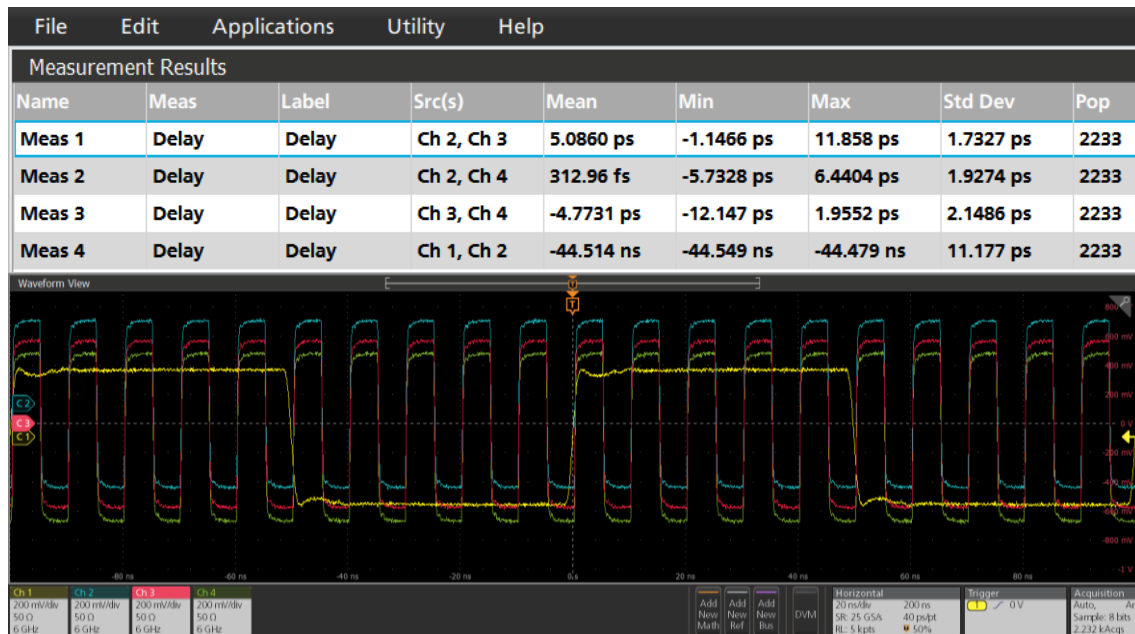 File Edit Applications Utility Help
Measurement Results
Name Meas Label Src(s) Mean Min Max Std Dev Pop
Meas 1 Delay Delay Ch 2, Ch 3 5.0860 ps -1.1466 ps 11.858 ps 1.7327 ps 2233
Meas 2 Delay Delay Ch 2, Ch 4 312.96 fs -5.7328 ps 6.4404 ps 1.9274 ps 2233
Meas 3 Delay Delay Ch 3, Ch 4 -4.7731 ps -12.147 ps 1.9552 ps 2.1486 ps 2233
Meas 4 Delay Delay Ch 1, Ch 2 -44.514 ns -44.549 ns -44.479 ns 11.177 ps 2233
Waveform View
T
600 mV
400 mV
C2 200 mV
C3 0 V
C1
-200 mV
-400 mV
-600 mV
-800 mV
-1 V
-80 ns -60 ns -40 ns -20 ns 0 s 20 ns 40 ns 60 ns 80 ns
Ch 1 Ch 2 Ch 3 Ch 4 Add Add Add DVM Horizontal Trigger Acquisition
200 mV/div 200 mV/div 200 mV/div 200 mV/div New New New 20 ns/div 200 ns 1 0 V Auto,
50 Ω 50 Ω 50 Ω 50 Ω Math Ref Bus SR: 25 GS/s 40 ps/pt Sample: 8 bits
6 GHz 6 GHz 6 GHz 6 GHz RL: 5 kpts 50% 2.232 kAcqs